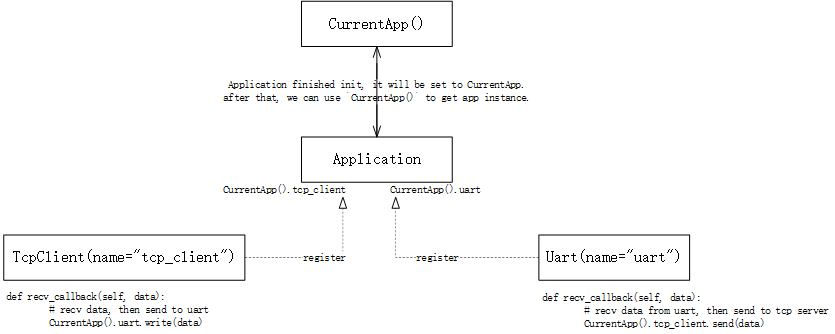 CurrentApp()
Application finished init, it will be set to CurrentApp.
after that, we can use `CurrentApp()` to get app instance.
Application
CurrentApp().tcp_client
CurrentApp().uart
TcpClient(name="tcp_client")
register
register
Uart(name="uart")
def recv_callback(self, data):
# recv data, then send to uart
CurrentApp().uart.write(data)
def recv_callback(self, data):
# recv data from uart, then send to tcp server
CurrentApp().tcp_client.send(data)